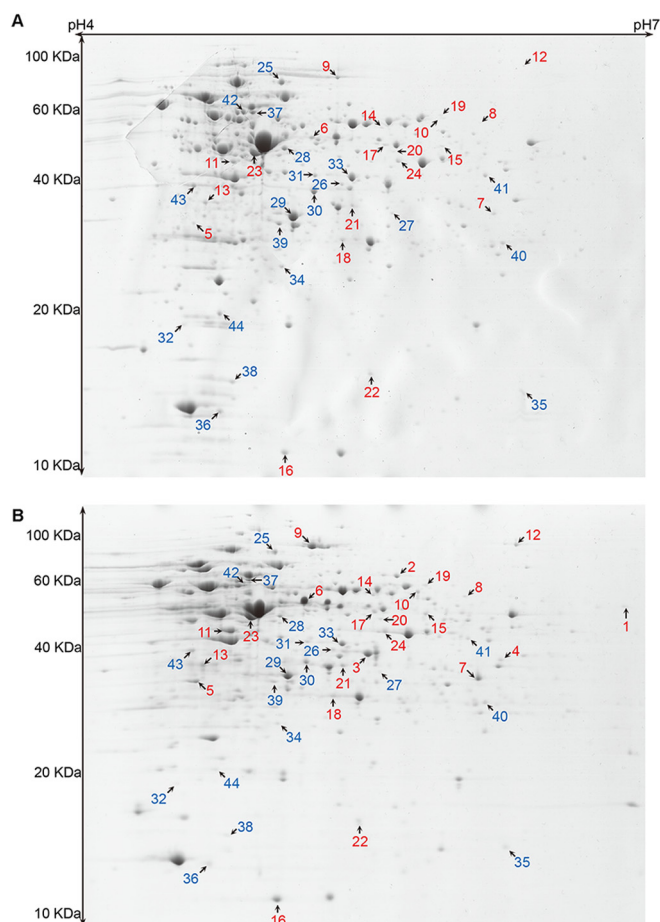 A
pH4 pH7
100 KDa
9 12
25
42 37
60 KDa
6 14 10 19 8
11 23 28 17 20 24 15
33
31 26
40 KDa
43 13 41
29 30 21 27 7
5 39 18 40
34
20 KDa
32 44
38
22 35
36
10 KDa
16
B
100 KDa
9 12
25
2
60 KDa
42 37
6 14 10 19 8
11 23 28 17 20 15 1
31 33 24
40 KDa
26 41
43 13 3 4
29 30 21 27 7
5 39 18 40
34
20 KDa
32 44
38
22
36 35
10 KDa
16